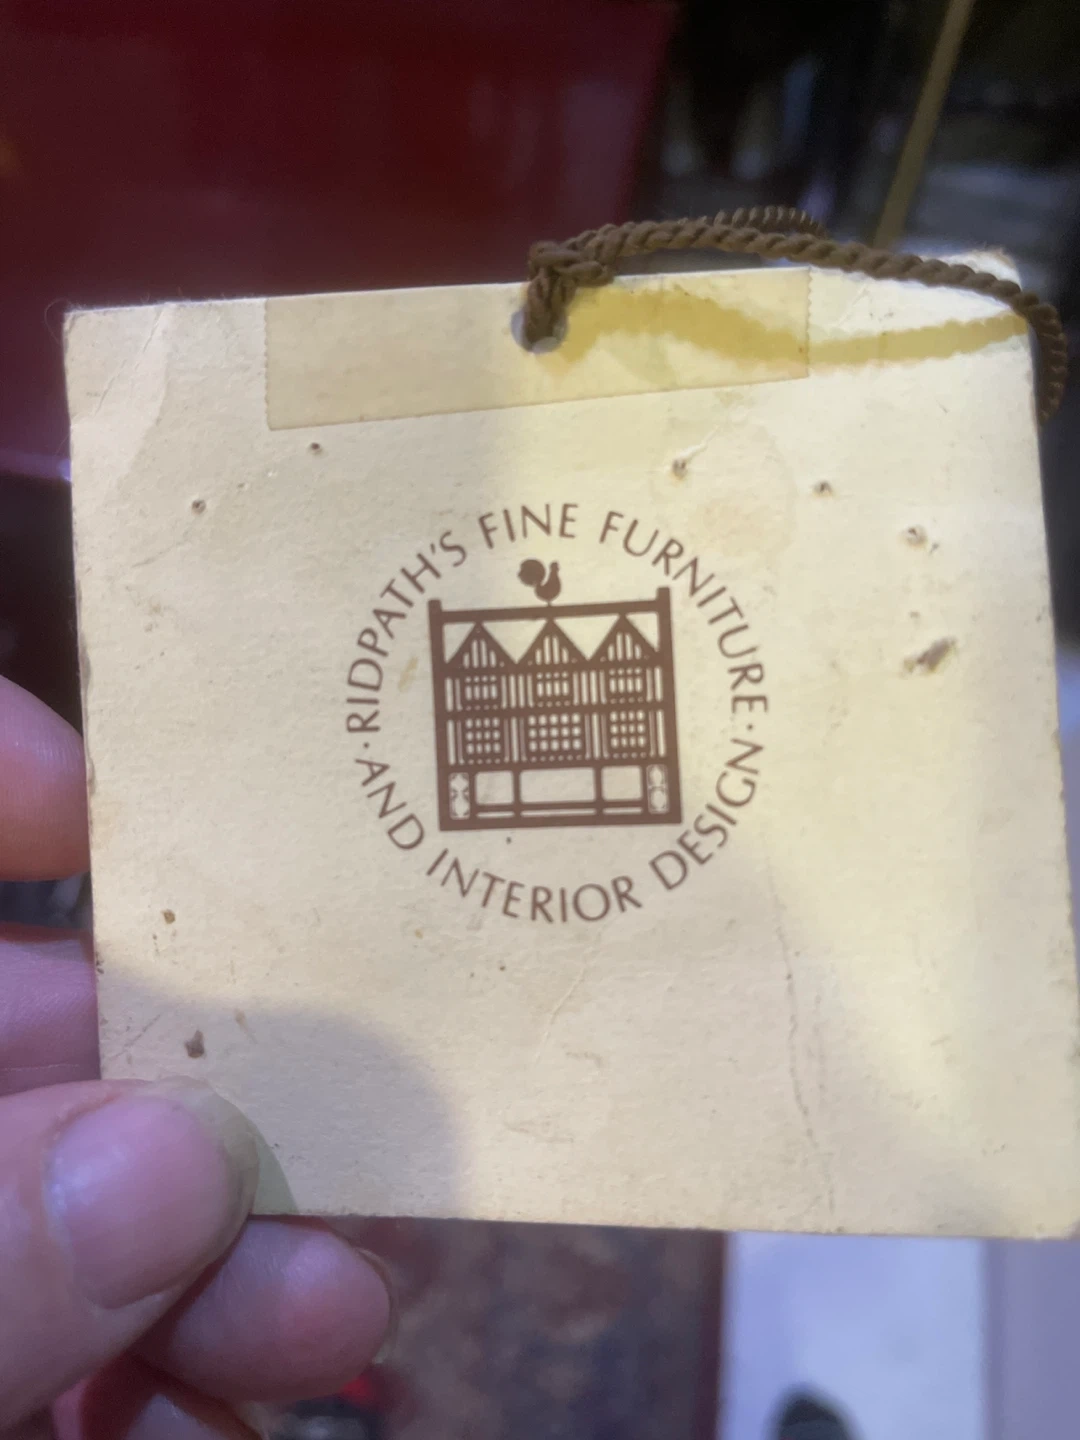 · RIDPATH'S FINE FURNITURE ·
AND INTERIOR DESIGN